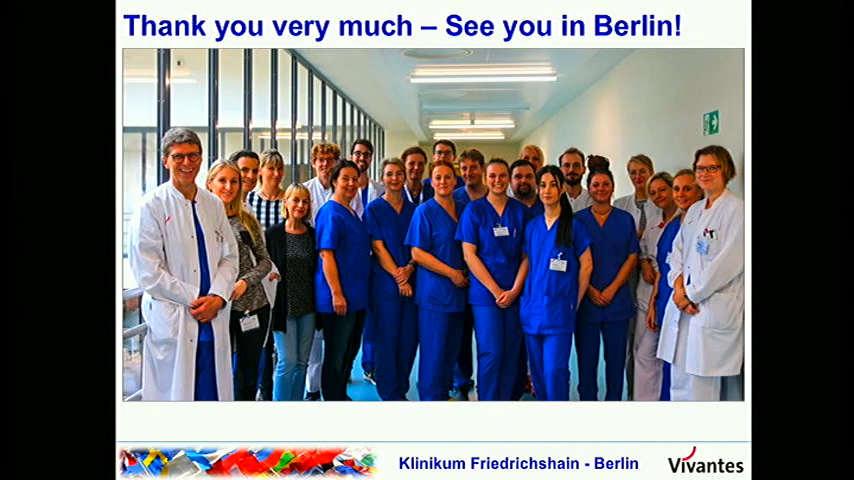 Thank you very much – See you in Berlin!
Klinikum Friedrichshain - Berlin
Vivantes